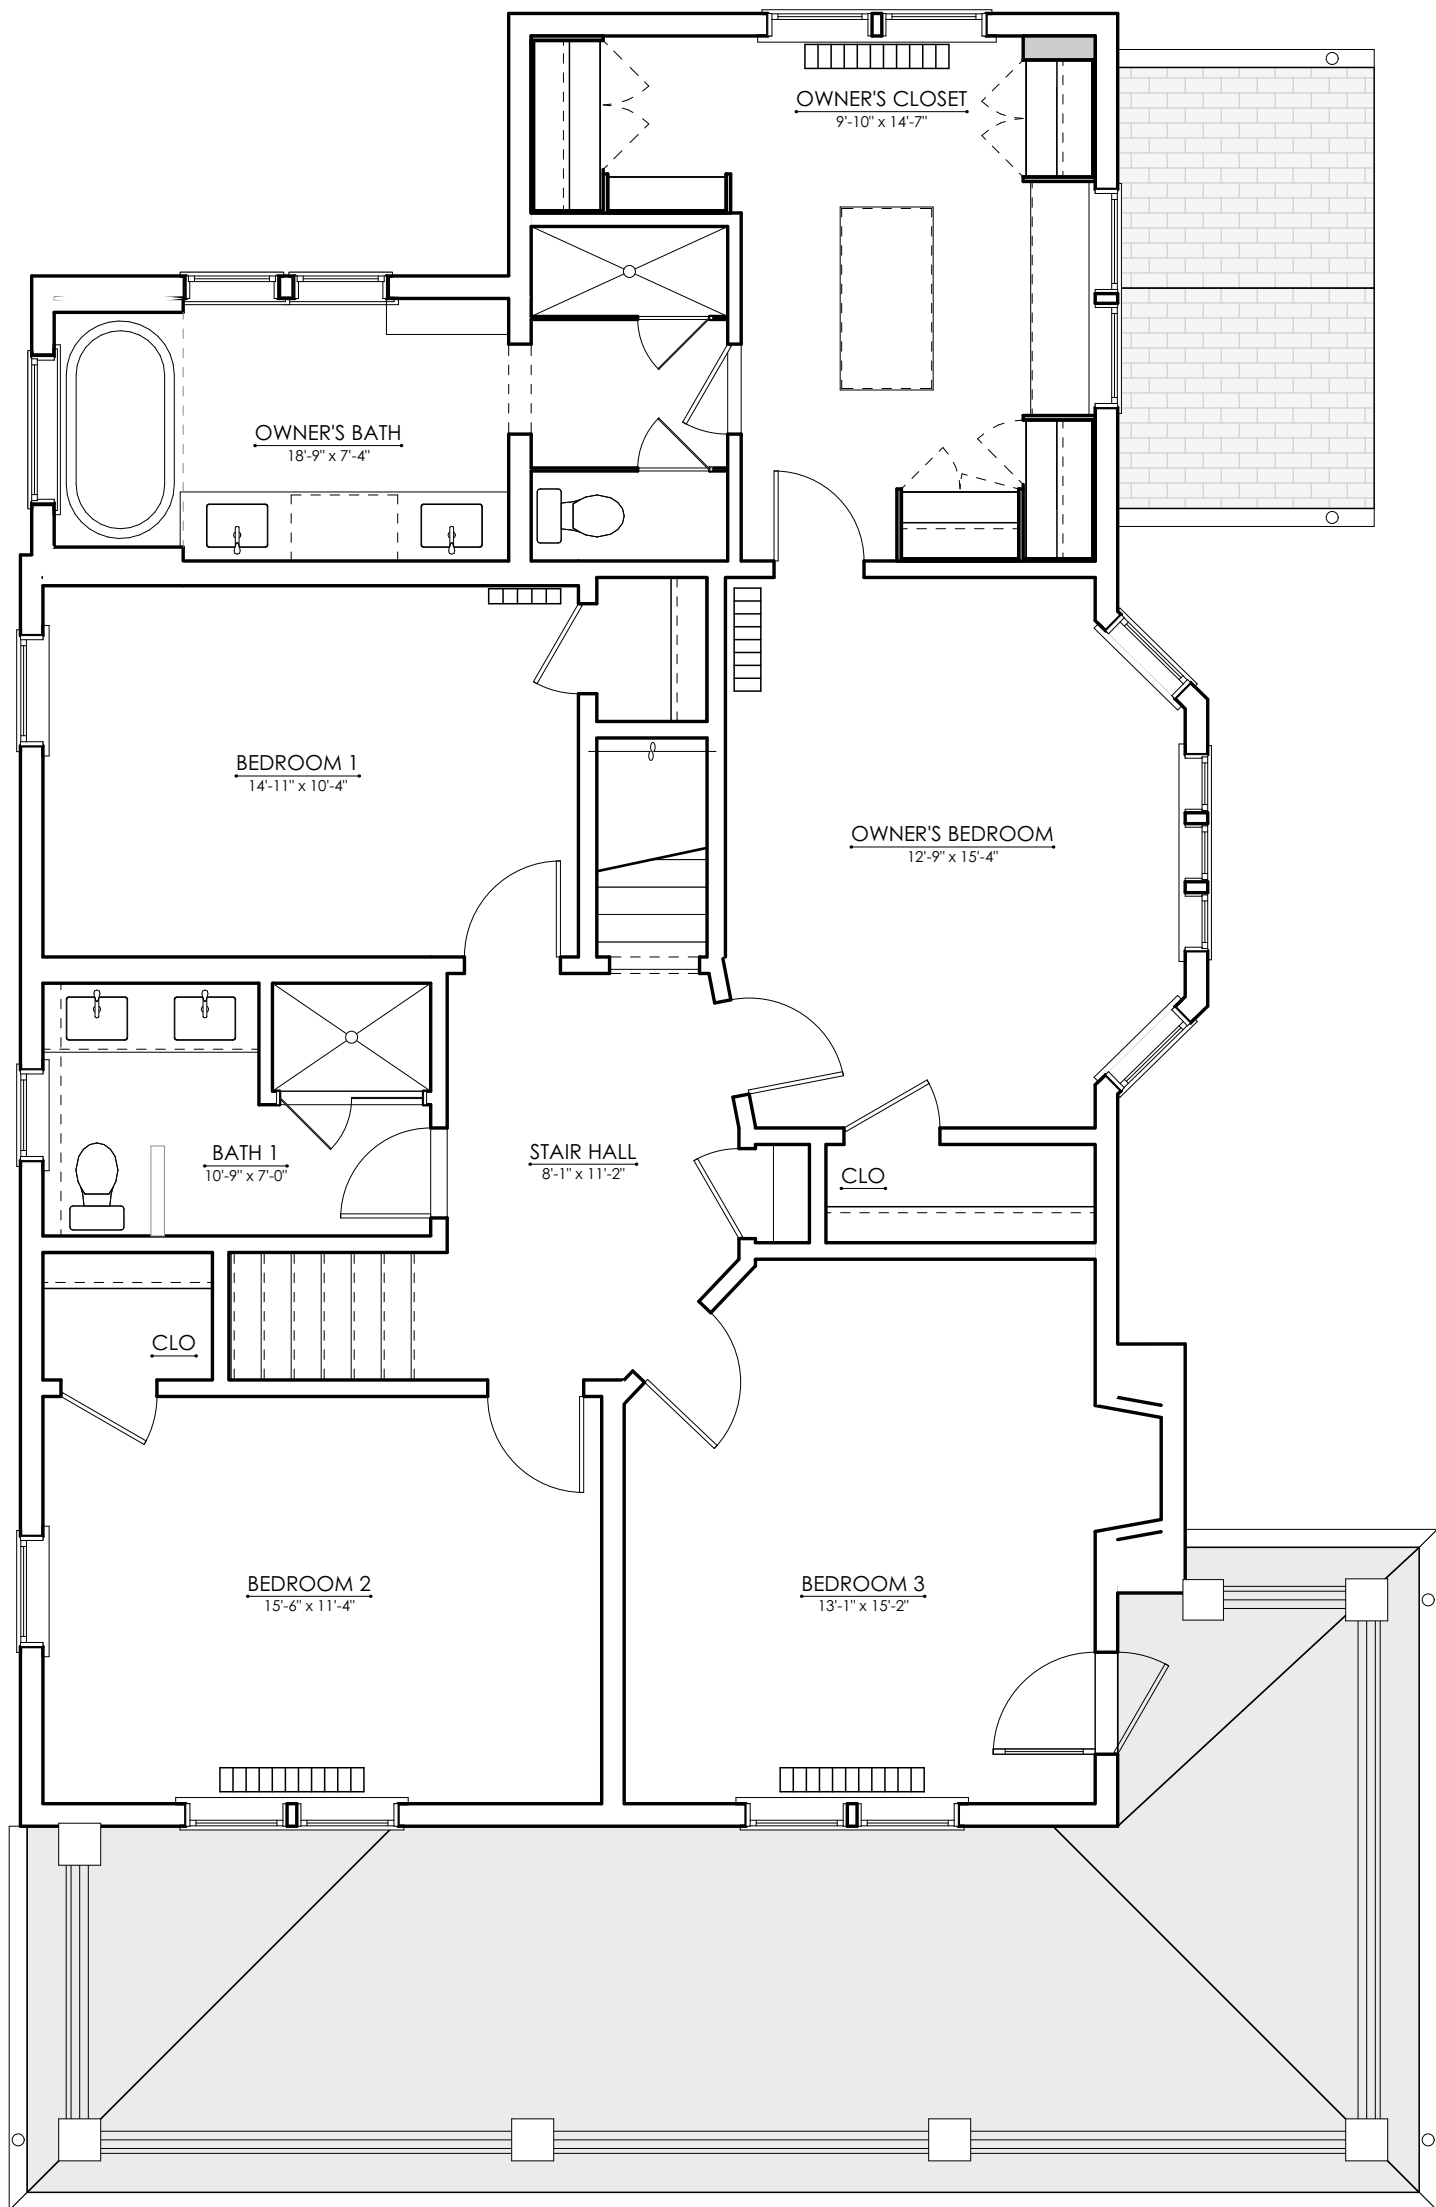 OWNER'S CLOSET
9'-10" x 14'-7"
OWNER'S BATH
18'-9" x 7'-4"
BEDROOM 1
14'-11" x 10'-4"
OWNER'S BEDROOM
12'-9" x 15'-4"
BATH 1
10'-9" x 7'-0"
STAIR HALL
8'-1" x 11'-2"
CLO
CLO
BEDROOM 2
15'-6" x 11'-4"
BEDROOM 3
13'-1" x 15'-2"